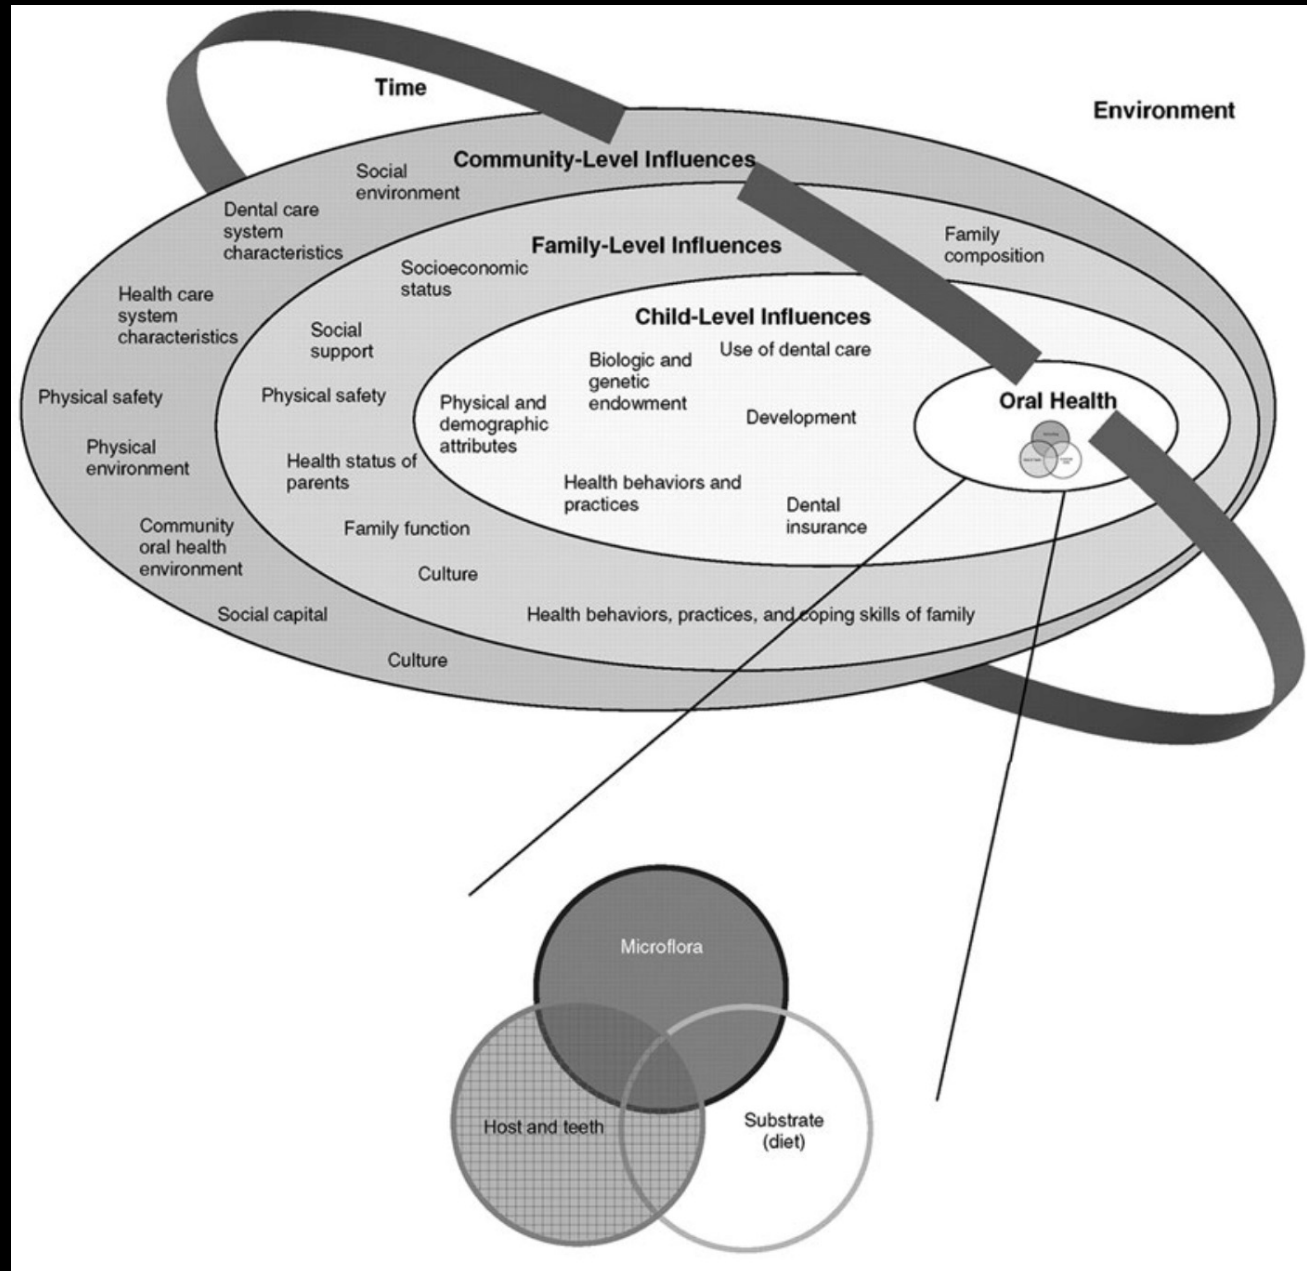 Time
Environment
Community-Level Influences
Social
environment
Dental care
system
characteristics
Health care
system
characteristics
Physical safety
Physical
environment
Community
oral health
environment
Social capital
Culture
Family-Level Influences
Family
composition
Socioeconomic
status
Social
support
Physical safety
Health status of
parents
Family function
Culture
Health behaviors, practices, and coping skills of family
Child-Level Influences
Use of dental care
Biologic and
genetic
endowment
Physical and
demographic
attributes
Development
Health behaviors and
practices
Dental
insurance
Oral Health
Microflora
Host and teeth
Substrate
(diet)